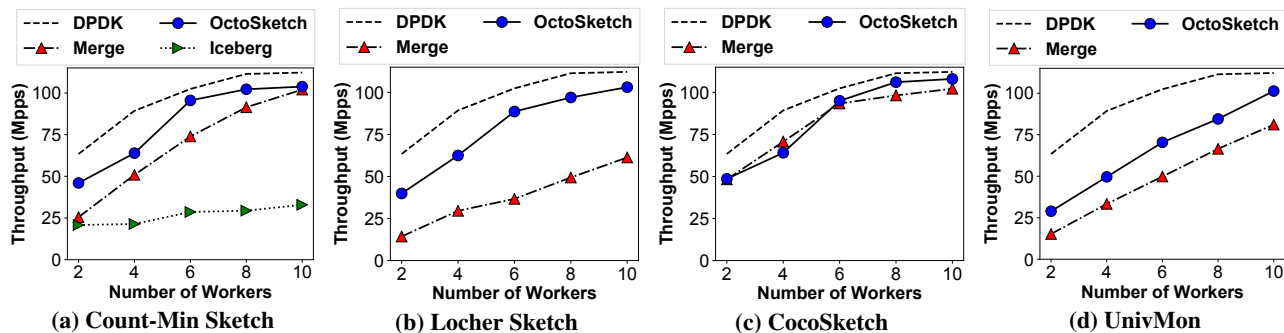 DPDK OctoSketch
Merge Iceberg
Throughput (Mpps)
100
75
50
25
0
2 4 6 8 10
Number of Workers
(a) Count-Min Sketch
DPDK OctoSketch
Merge
Throughput (Mpps)
100
75
50
25
0
2 4 6 8 10
Number of Workers
(b) Locher Sketch
DPDK OctoSketch
Merge
Throughput (Mpps)
100
75
50
25
0
2 4 6 8 10
Number of Workers
(c) CocoSketch
DPDK OctoSketch
Merge
Throughput (Mpps)
100
75
50
25
0
2 4 6 8 10
Number of Workers
(d) UnivMon